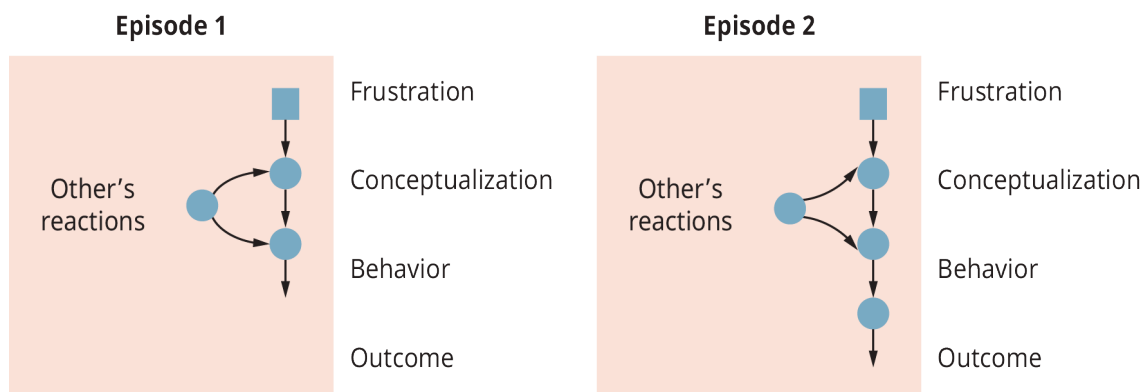 Episode 1
Frustration
Conceptualization
Other’s
reactions
Behavior
Outcome
Episode 2
Frustration
Conceptualization
Other’s
reactions
Behavior
Outcome